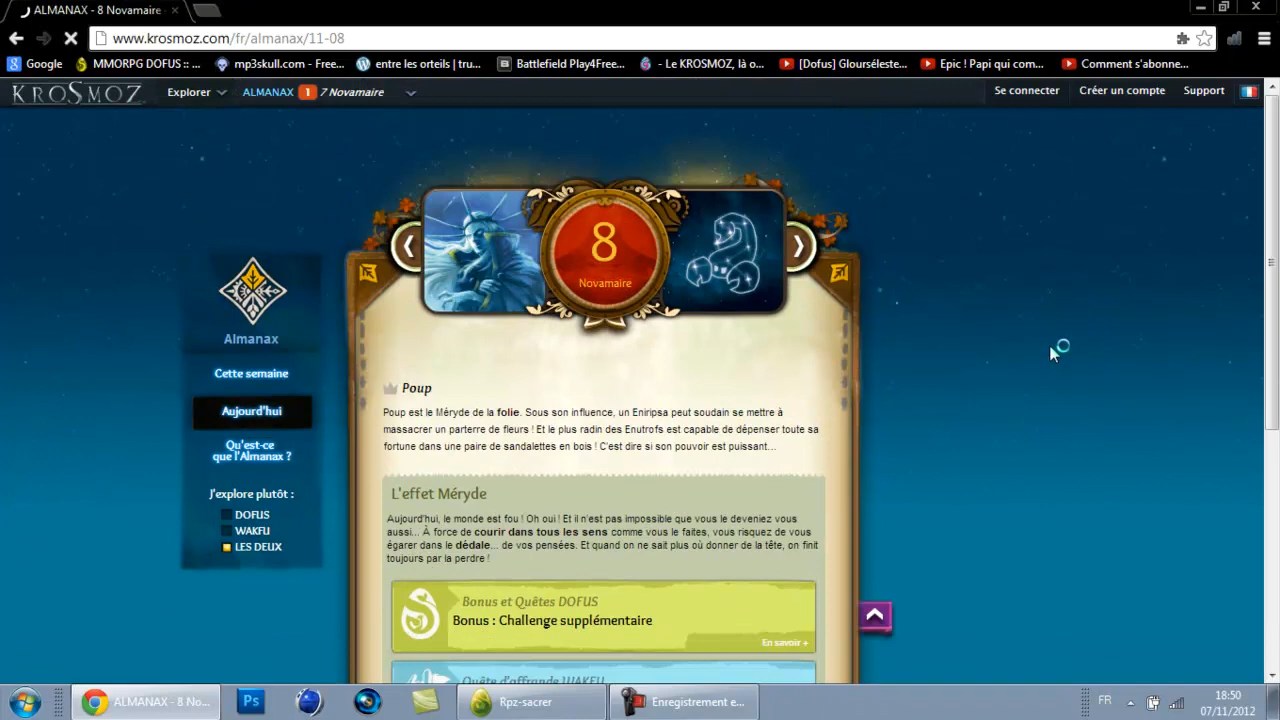 ALMANAX - 8 Novamaire
www.krosmoz.com/fr/almanax/11-08
Google
MMORPG DOFUS :: ...
mp3skull.com - Free...
entre les orteils | tru...
Battlefield Play4Free...
- Le KROSMOZ, là o...
[Dofus] Glourséleste...
Epic ! Papi qui com...
Comment s'abonne...
KROSMOZ
Explorer
ALMANAX 1 7 Novamaire
Se connecter
Créer un compte
Support
8
Novamaire
Almanax
Cette semaine
Aujourd'hui
Qu'est-ce
que l'Almanax ?
J'explore plutôt :
DOFUS
WAKFU
LES DEUX
Poup
Poup est le Méryde de la folie. Sous son influence, un Eniripsa peut soudain se mettre à
massacrer un parterre de fleurs ! Et le plus radin des Enutrofs est capable de dépenser toute sa
fortune dans une paire de sandalettes en bois ! C'est dire si son pouvoir est puissant...
L'effet Méryde
Aujourd'hui, le monde est fou ! Oh oui ! Et il n'est pas impossible que vous le deveniez vous
aussi... À force de courir dans tous les sens comme vous le faites, vous risquez de vous
égarer dans le dédale... de vos pensées. Et quand on ne sait plus où donner de la tête, on finit
toujours par la perdre !
Bonus et Quêtes DOFUS
Bonus : Challenge supplémentaire
En savoir +
Quête d'offrande WAKFU
ALMANAX - 8 No...
Ps
Rpz-sacrer
Enregistrement e...
FR
18:50
07/11/2012